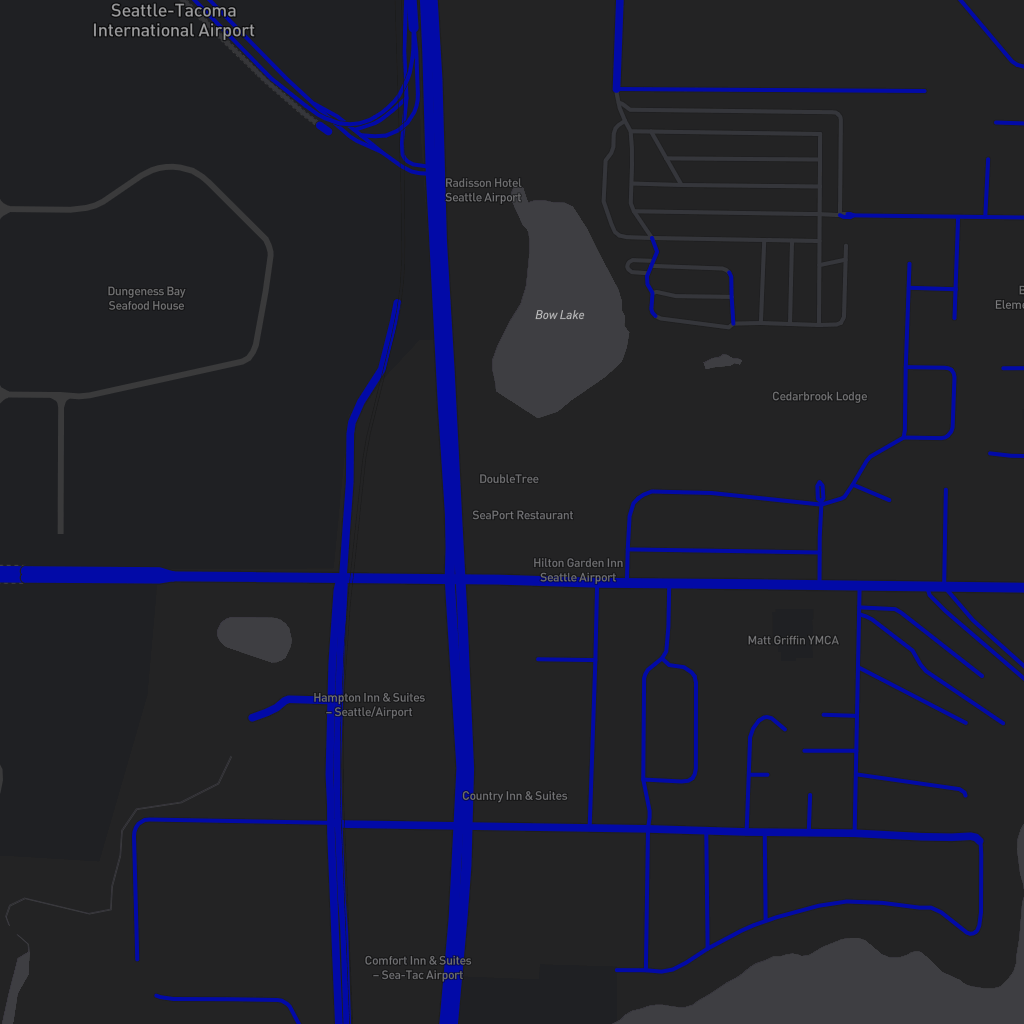 Seattle-Tacoma
International Airport
Radisson Hotel
Seattle Airport
Dungeness Bay
Seafood House
E
Eleme
Bow Lake
Cedarbrook Lodge
DoubleTree
SeaPort Restaurant
Hilton Garden Inn
Seattle Airport
Matt Griffin YMCA
Hampton Inn & Suites
– Seattle/Airport
Country Inn & Suites
Comfort Inn & Suites
– Sea-Tac Airport